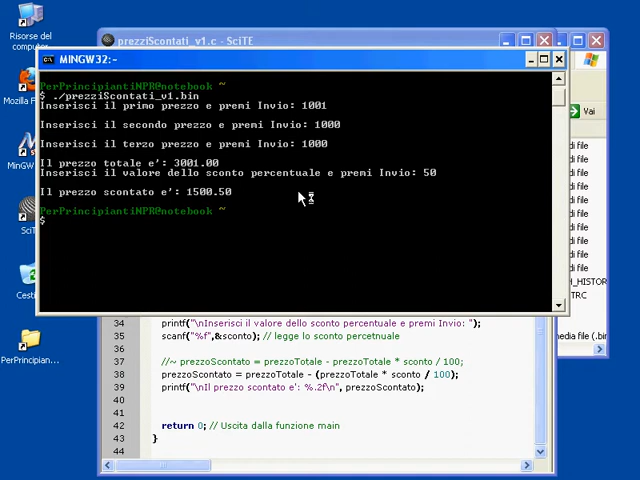 Risorse del
computer
Mozilla F
MinGW
SciT
Cesti
PerPrincipian...
prezziScontati_v1.c - SciTE
MINGW32:~
PerPrincipiantiNPR@notebook ~
$ ./prezziScontati_v1.bin
Inserisci il primo prezzo e premi Invio: 1001
Inserisci il secondo prezzo e premi Invio: 1000
Inserisci il terzo prezzo e premi Invio: 1000
Il prezzo totale e': 3001.00
Inserisci il valore dello sconto percentuale e premi Invio: 50
Il prezzo scontato e': 1500.50
PerPrincipiantiNPR@notebook ~
$
Vai
di file
di file
di file
di file
di file
di file
di file
di file
di file
H_HISTOR
TRC
media file (.bin
34 printf("\nInserisci il valore dello sconto percentuale e premi Invio: ");
35 scanf("%f",&sconto); // legge lo sconto percetnuale
36
37 //~ prezzoScontato = prezzoTotale - prezzoTotale * sconto / 100;
38 prezzoScontato = prezzoTotale - (prezzoTotale * sconto / 100);
39 printf("\nIl prezzo scontato e': %.2f\n", prezzoScontato);
40
41
42 return 0; // Uscita dalla funzione main
43 }
44